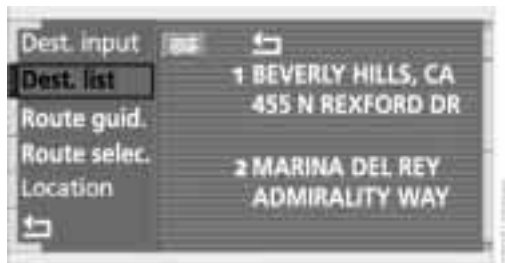 Dest. input
Dest. list
Route guid.
Route selec.
Location
1 BEVERLY HILLS, CA
455 N REXFORD DR
2 MARINA DEL REY
ADMIRALITY WAY